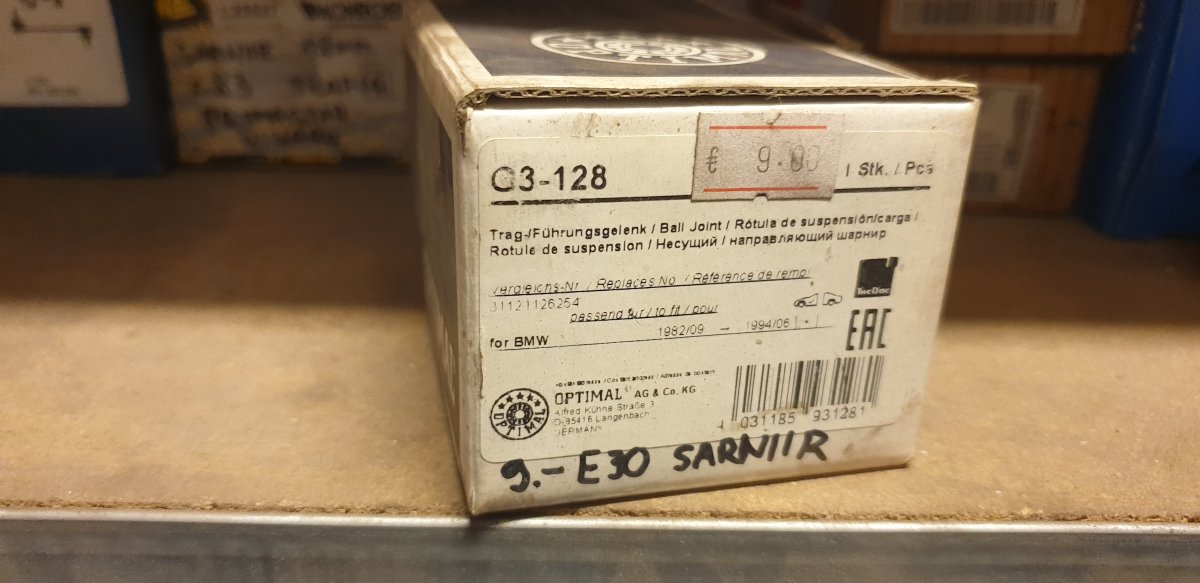 G3-128
€ 9.00
1 Stk. / Pcs
Trag-/Führungsgelenk / Ball Joint / Rótula de suspensión/carga /
Rotule de suspension / Несущий / направляющий шарнир
Vergleichs-Nr. / Replaces No. / Référence de rempl
31121126254
passend für / to fit / pour
for BMW 1982/09 → 1994/06
TecDoc
EAC
OPTIMAL
OPTIMAL® AG & Co. KG
Alfred Kühne Straße 3
D-85416 Langenbach
GERMANY
4 031185 931281
9.- E30 SARNIIR